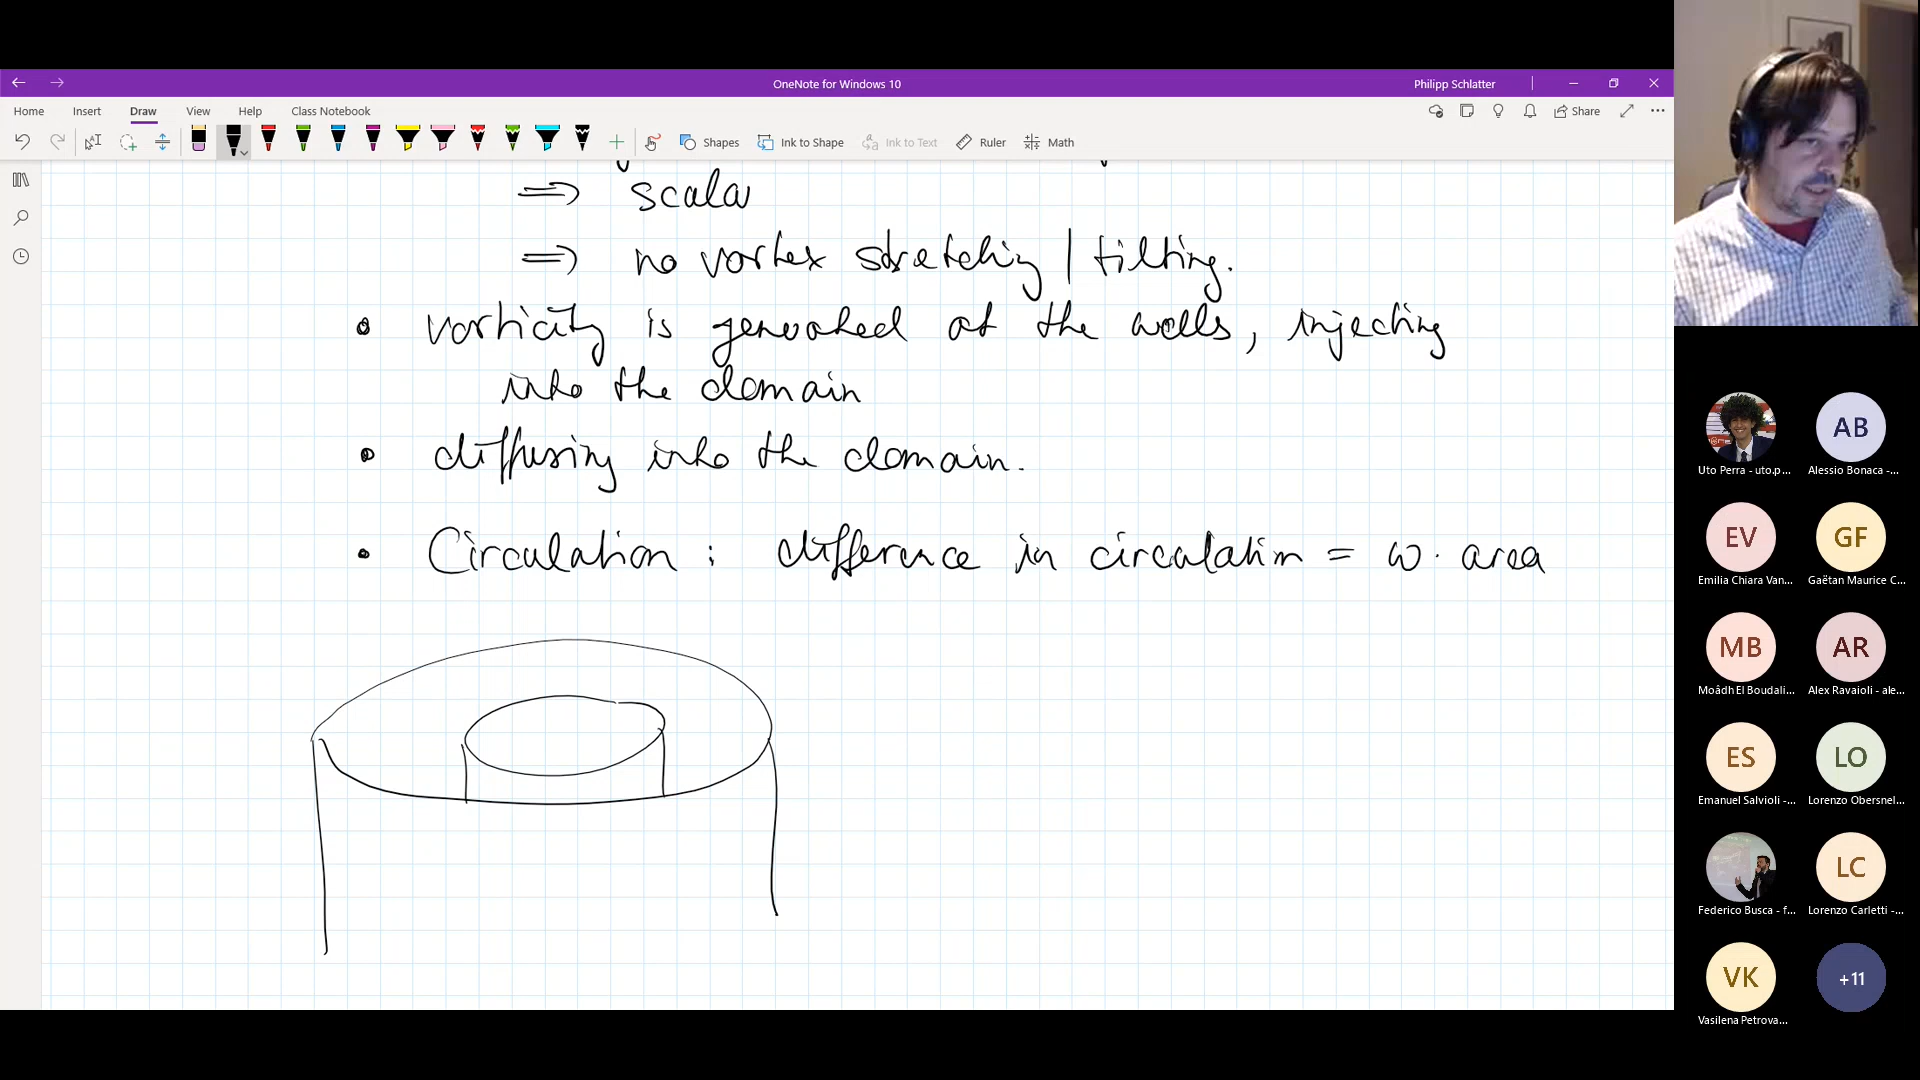 OneNote for Windows 10
Philipp Schlatter
Home Insert Draw View Help Class Notebook
Share
Shapes Ink to Shape Ink to Text Ruler Math
⇒ scalar
⇒ no vortex stretching / tilting.
• vorticity is generated at the walls, injecting
into the domain
• diffusing into the domain.
• Circulation : difference in circulation = ω · area
AB
Uto Perra - uto.p... Alessio Bonaca -...
EV GF
Emilia Chiara Van... Gaëtan Maurice C...
MB AR
Moâdh El Boudali... Alex Ravaioli - ale...
ES LO
Emanuel Salvioli -... Lorenzo Obersnel...
LC
Federico Busca - f... Lorenzo Carletti -...
VK +11
Vasilena Petrova...